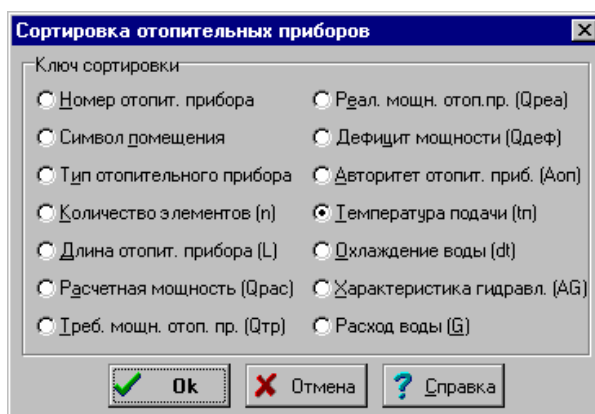 Сортировка отопительных приборов
Ключ сортировки
Номер отопит. прибора
Символ помещения
Тип отопительного прибора
Количество элементов (n)
Длина отопит. прибора (L)
Расчетная мощность (Qрас)
Треб. мощн. отоп. пр. (Qтр)
Реал. мощн. отоп.пр. (Qреа)
Дефицит мощности (Qдеф)
Авторитет отопит. приб. (Аоп)
Температура подачи (tп)
Охлаждение воды (dt)
Характеристика гидравл. (AG)
Расход воды (G)
Ok
Отмена
Справка